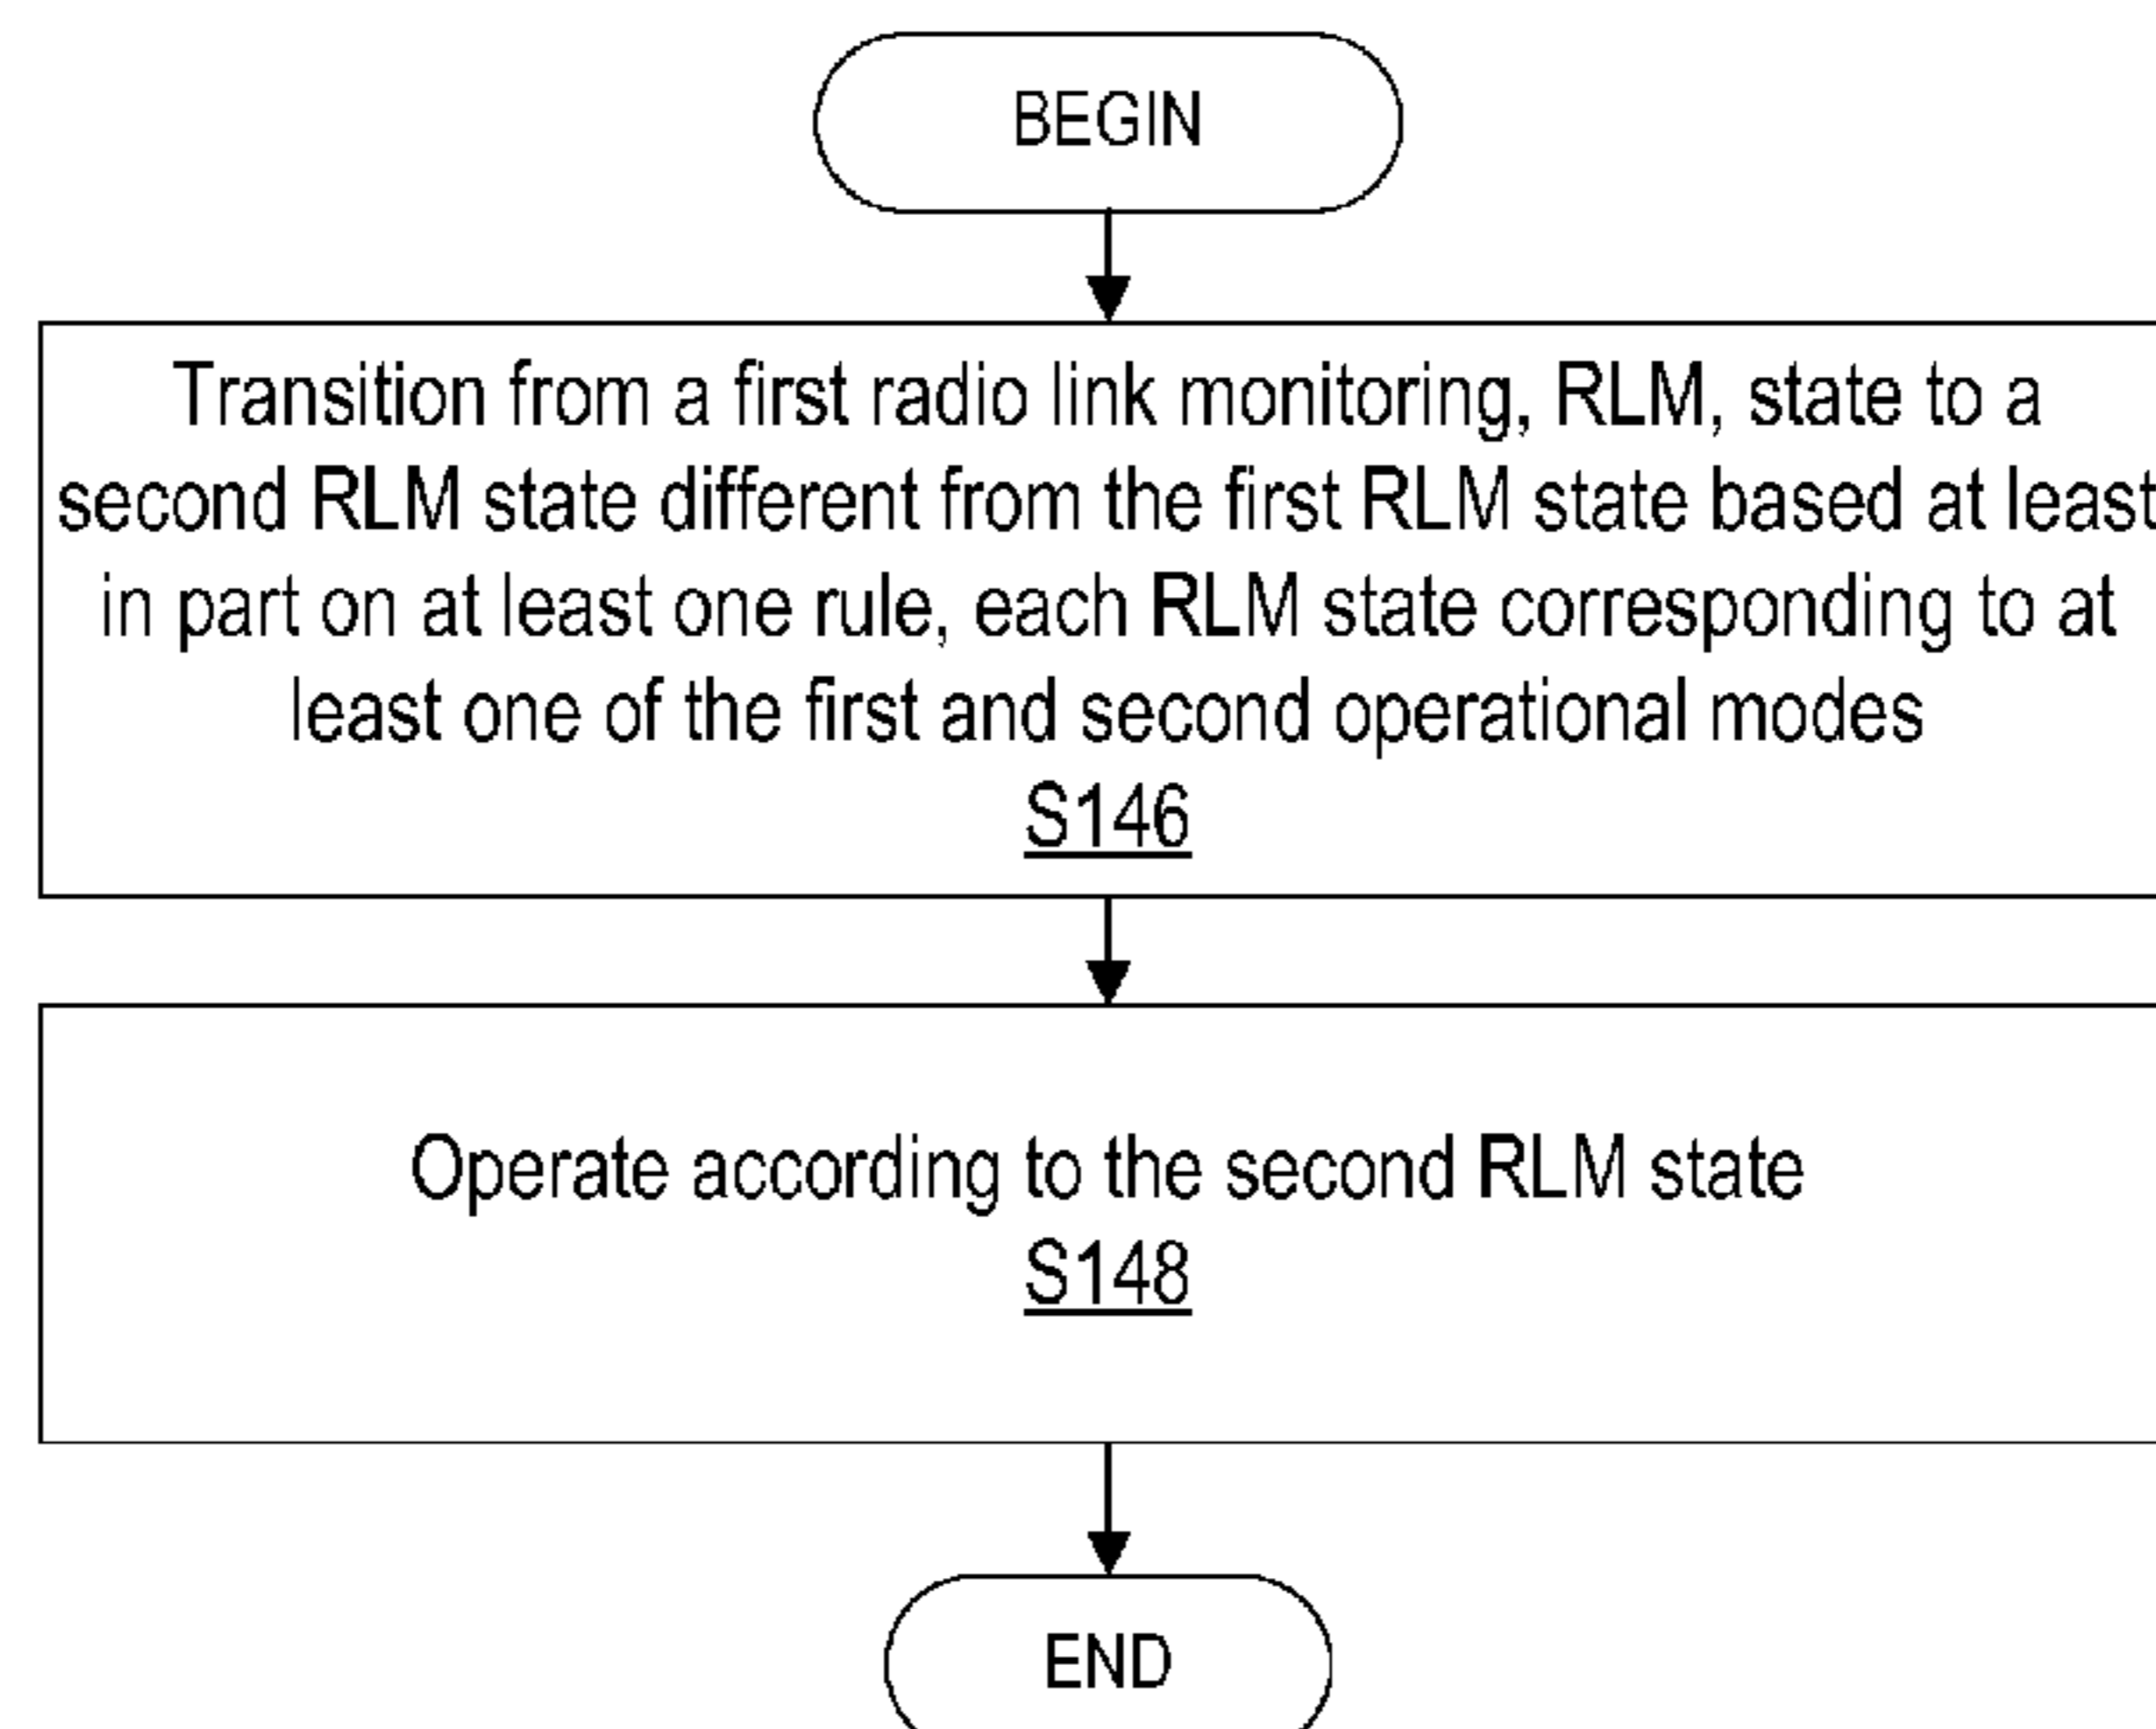 BEGIN
Transition from a first radio link monitoring, RLM, state to a
second RLM state different from the first RLM state based at least
in part on at least one rule, each RLM state corresponding to at
least one of the first and second operational modes
S146
Operate according to the second RLM state
S148
END